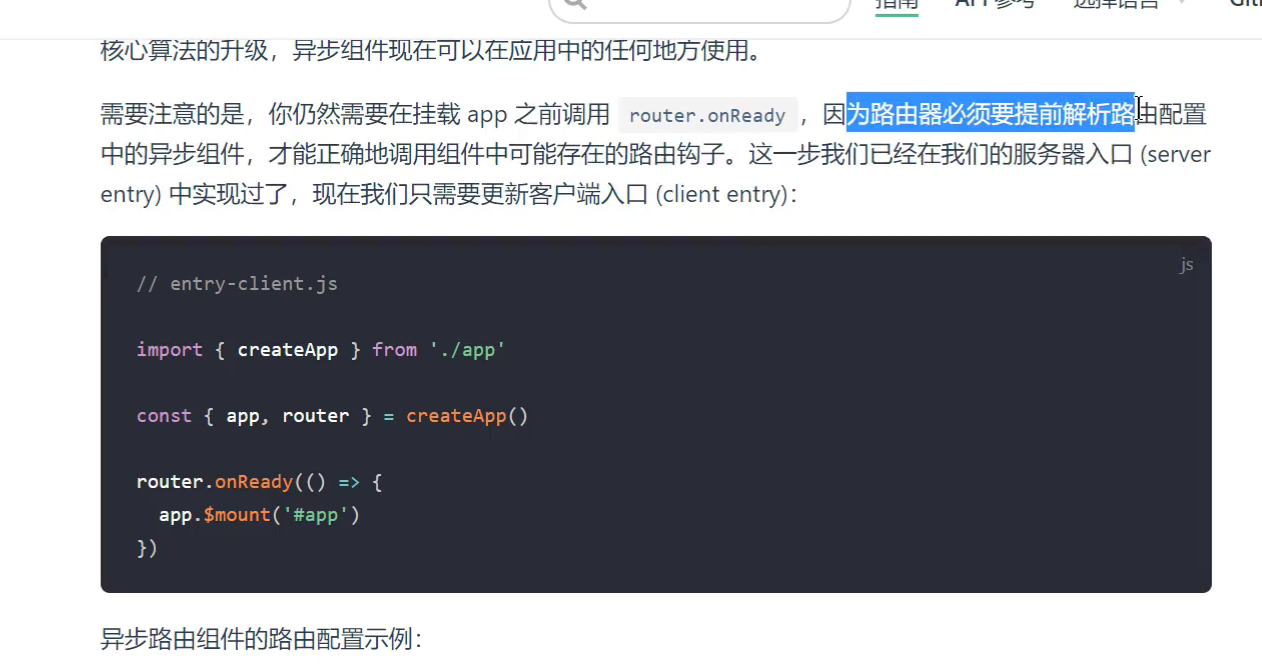 指南 API 参考 选择语言
核心算法的升级，异步组件现在可以在应用中的任何地方使用。
需要注意的是，你仍然需要在挂载 app 之前调用 router.onReady ，因为路由器必须要提前解析路由配置
中的异步组件，才能正确地调用组件中可能存在的路由钩子。这一步我们已经在我们的服务器入口 (server
entry) 中实现过了，现在我们只需要更新客户端入口 (client entry)：
js
// entry-client.js
import { createApp } from './app'
const { app, router } = createApp()
router.onReady(() => {
  app.$mount('#app')
})
异步路由组件的路由配置示例：